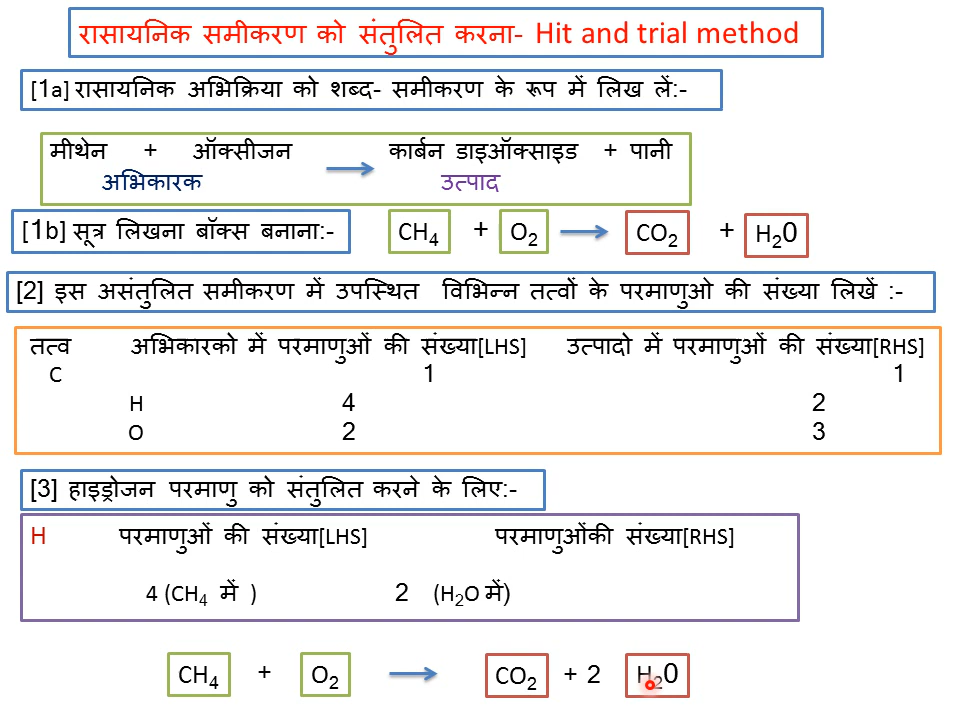 रासायनिक समीकरण को संतुलित करना- Hit and trial method
[1a] रासायनिक अभिक्रिया को शब्द- समीकरण के रूप में लिख लें:-
मीथेन + ऑक्सीजन → कार्बन डाइऑक्साइड + पानी
अभिकारक उत्पाद
[1b] सूत्र लिखना बॉक्स बनाना:- CH₄ + O₂ → CO₂ + H₂0
[2] इस असंतुलित समीकरण में उपस्थित विभिन्न तत्वों के परमाणुओ की संख्या लिखें :-
तत्व अभिकारको में परमाणुओं की संख्या[LHS] उत्पादो में परमाणुओं की संख्या[RHS]
C 1 1
H 4 2
O 2 3
[3] हाइड्रोजन परमाणु को संतुलित करने के लिए:-
H परमाणुओं की संख्या[LHS] परमाणुओंकी संख्या[RHS]
4 (CH₄ में ) 2 (H₂O में)
CH₄ + O₂ → CO₂ + 2 H₂0